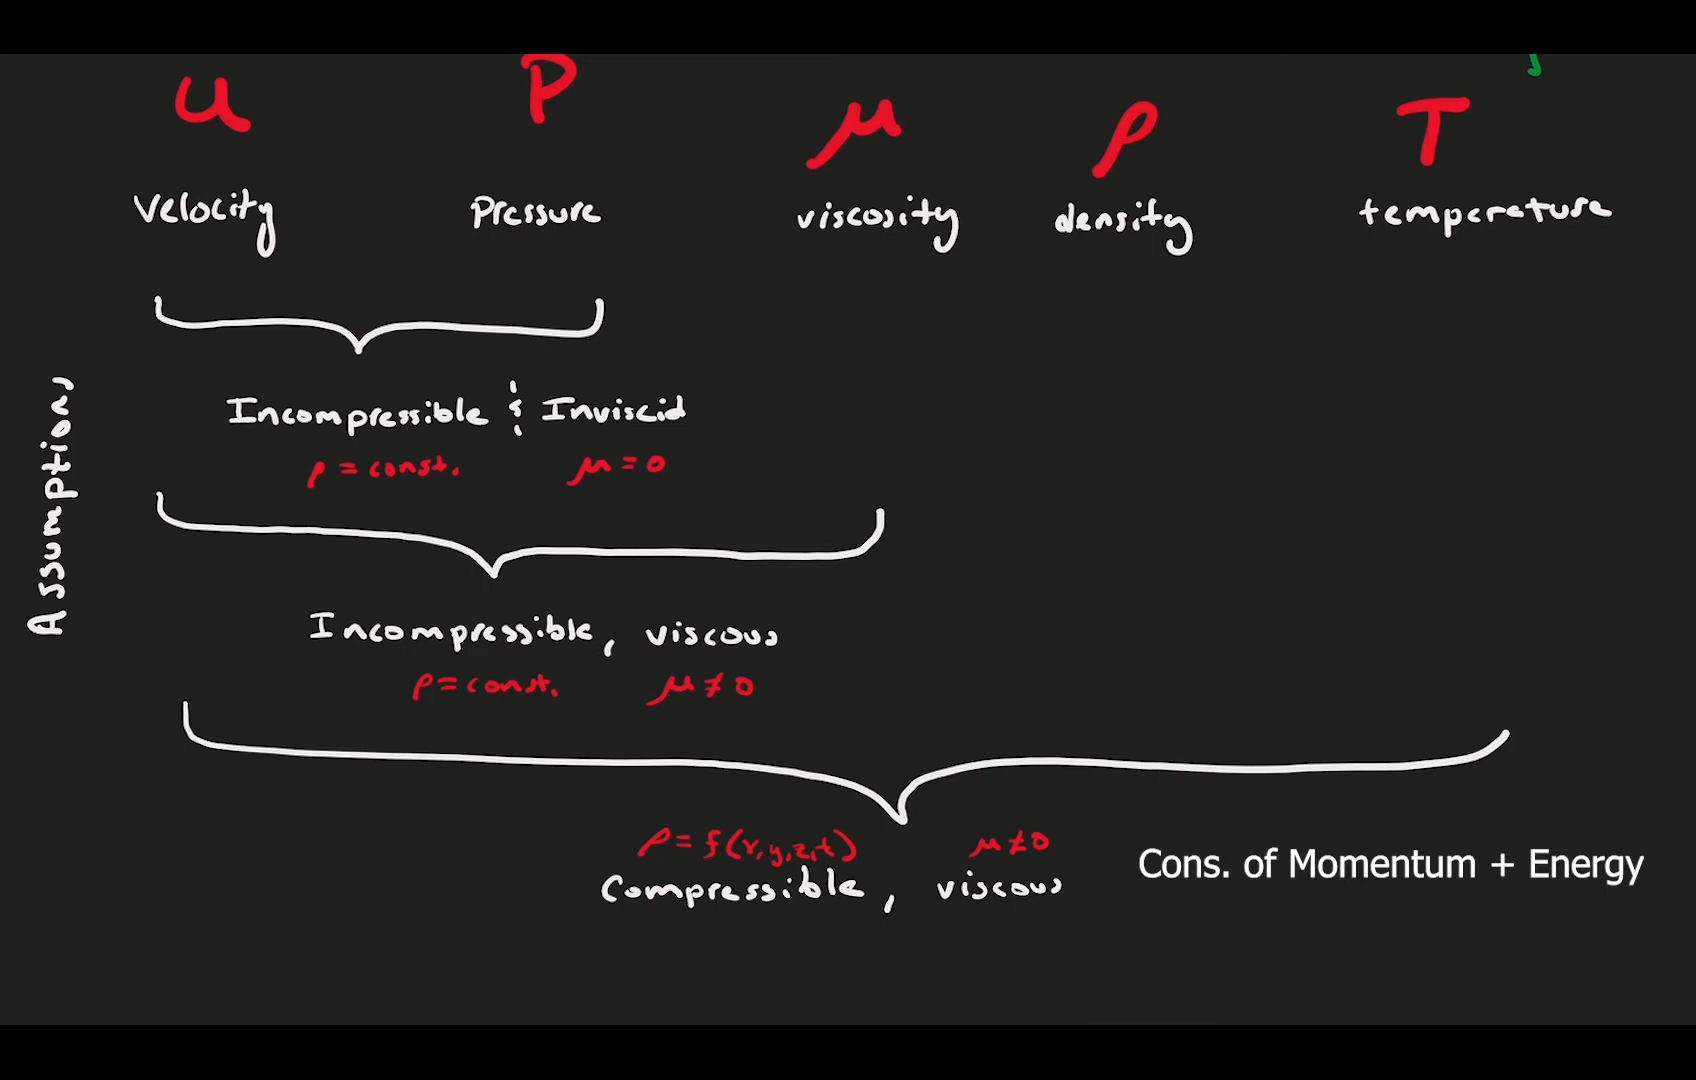 u P μ ρ T
Velocity Pressure viscosity density temperature
Assumptions
Incompressible & Inviscid
ρ = const. μ = 0
Incompressible, viscous
ρ = const. μ ≠ 0
ρ = f(x,y,z,t) μ ≠ 0
Compressible, viscous
Cons. of Momentum + Energy